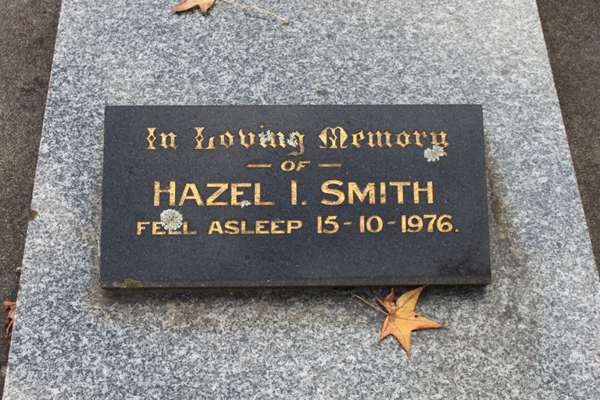 In Loving Memory
— OF —
HAZEL I. SMITH
FELL ASLEEP 15-10-1976.